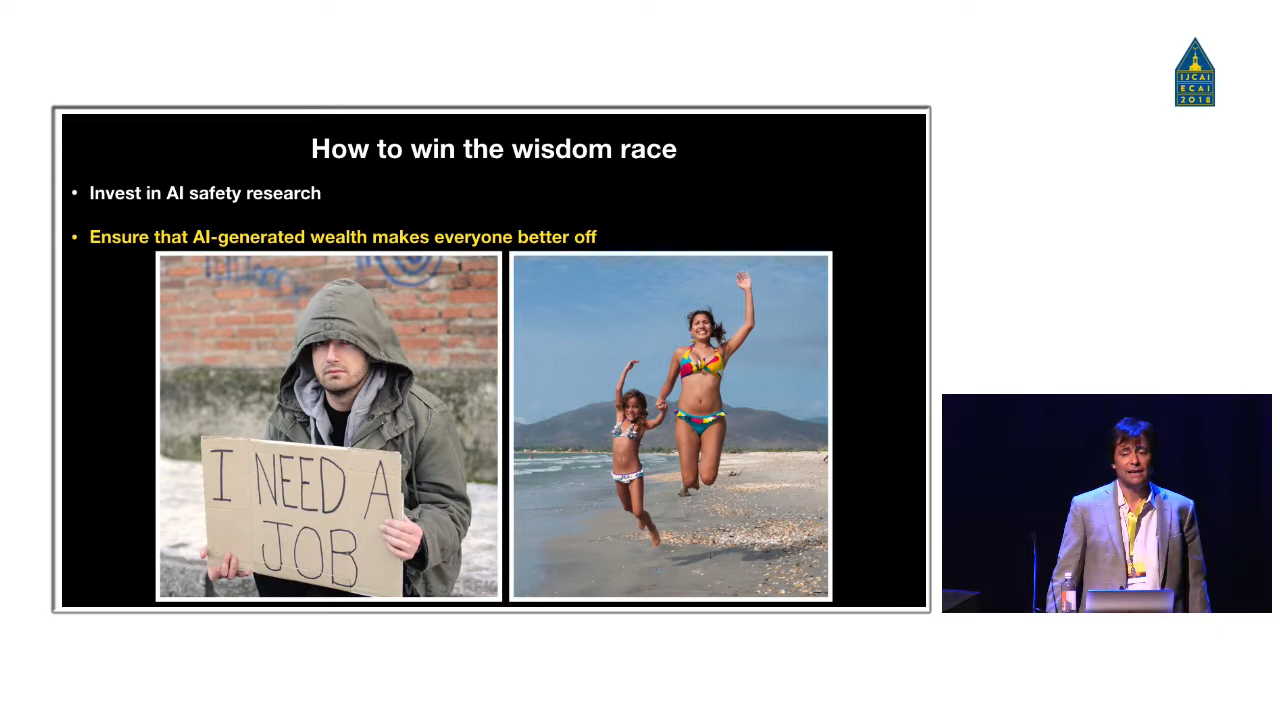 IJCAI
ECAI
2018
How to win the wisdom race
• Invest in AI safety research
• Ensure that AI-generated wealth makes everyone better off
I NEED A
JOB